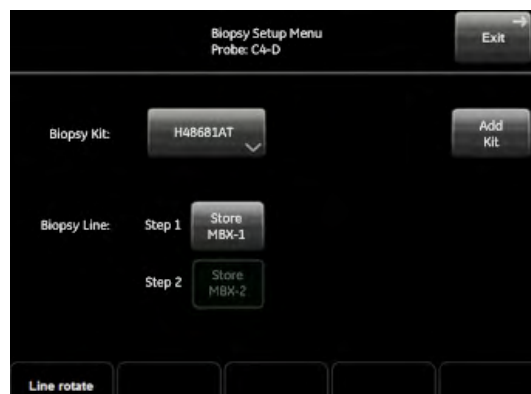 Biopsy Setup Menu
Probe: C4-D
Exit
Biopsy Kit:
H48681AT
Add
Kit
Biopsy Line:
Step 1
Store
MBX-1
Step 2
Store
MBX-2
Line rotate